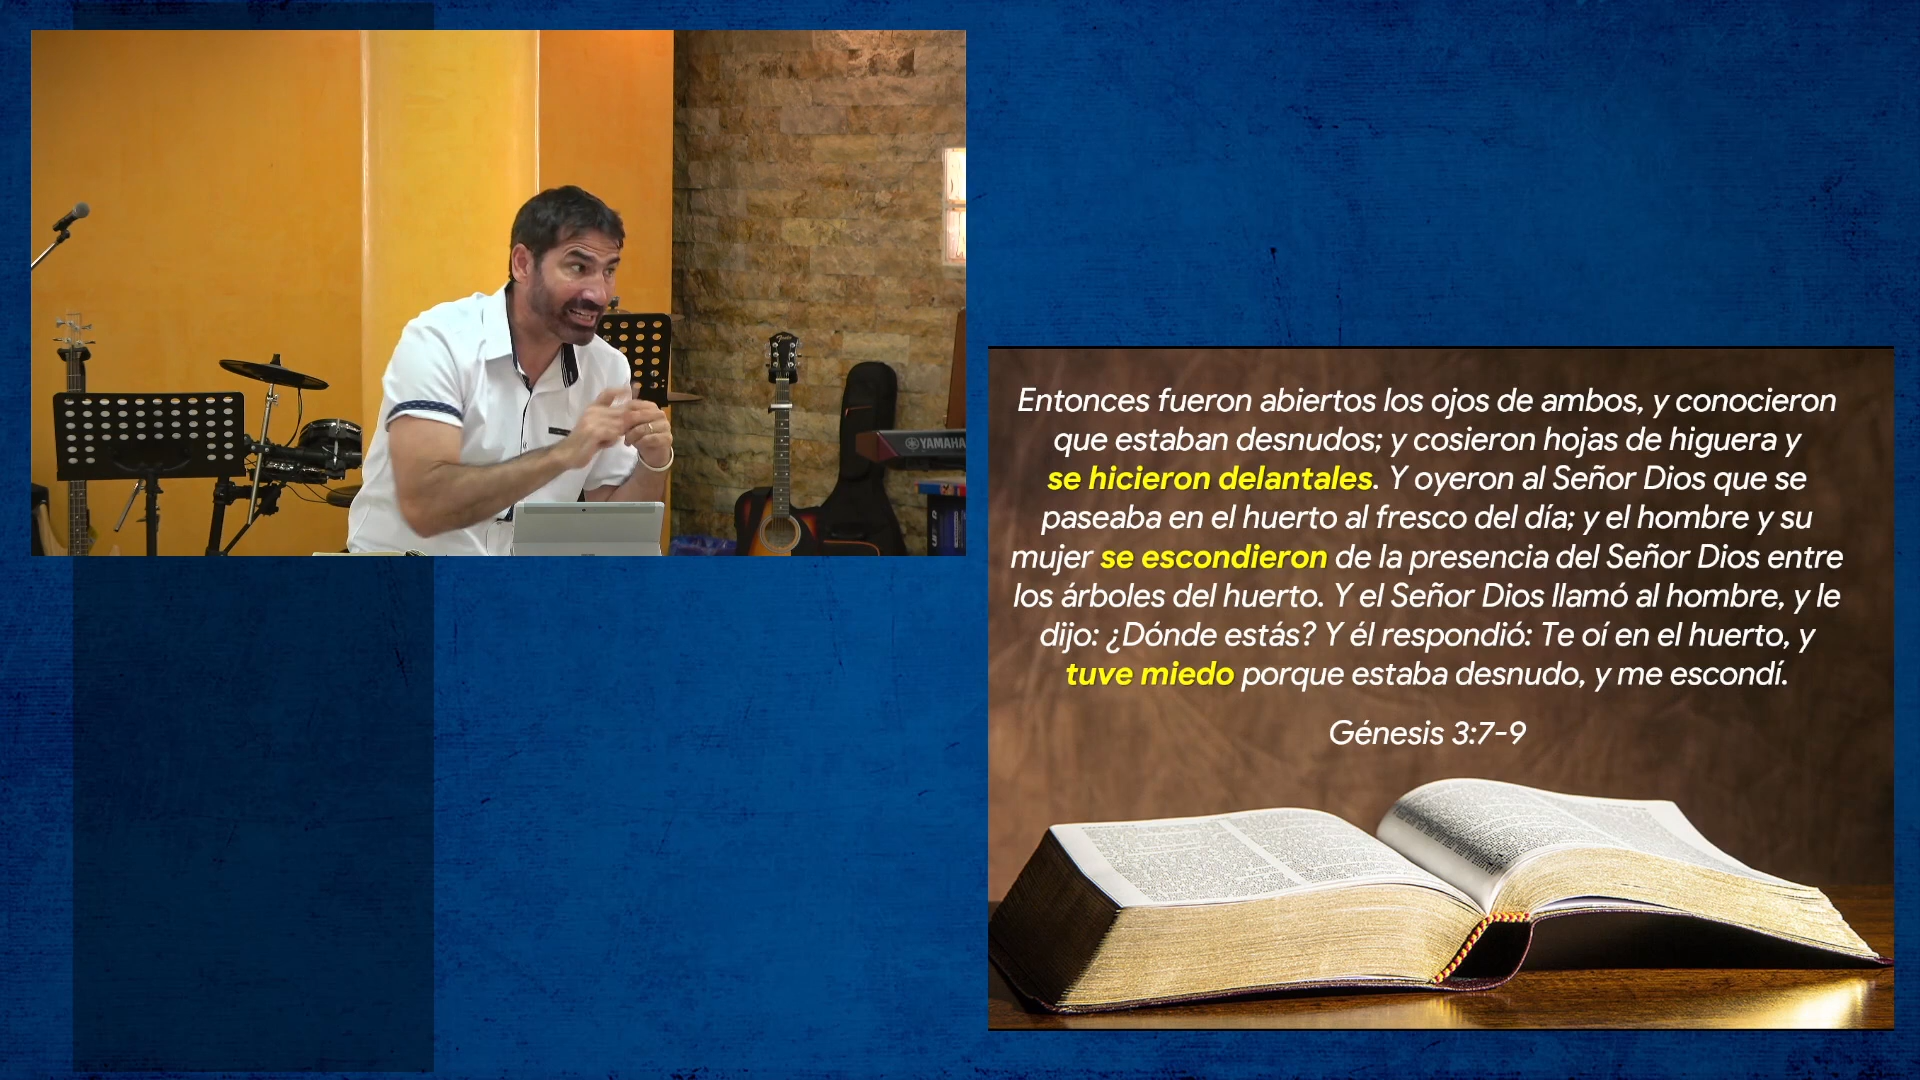 Fender
YAMAHA
Entonces fueron abiertos los ojos de ambos, y conocieron
que estaban desnudos; y cosieron hojas de higuera y
se hicieron delantales. Y oyeron al Señor Dios que se
paseaba en el huerto al fresco del día; y el hombre y su
mujer se escondieron de la presencia del Señor Dios entre
los árboles del huerto. Y el Señor Dios llamó al hombre, y le
dijo: ¿Dónde estás? Y él respondió: Te oí en el huerto, y
tuve miedo porque estaba desnudo, y me escondí.
Génesis 3:7-9